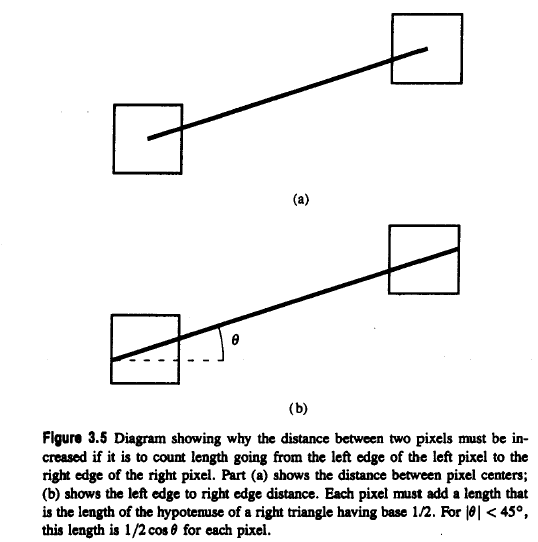 (a)
θ
(b)
Figure 3.5 Diagram showing why the distance between two pixels must be in-
creased if it is to count length going from the left edge of the left pixel to the
right edge of the right pixel. Part (a) shows the distance between pixel centers;
(b) shows the left edge to right edge distance. Each pixel must add a length that
is the length of the hypotenuse of a right triangle having base 1/2. For |θ| < 45°,
this length is 1/2 cos θ for each pixel.